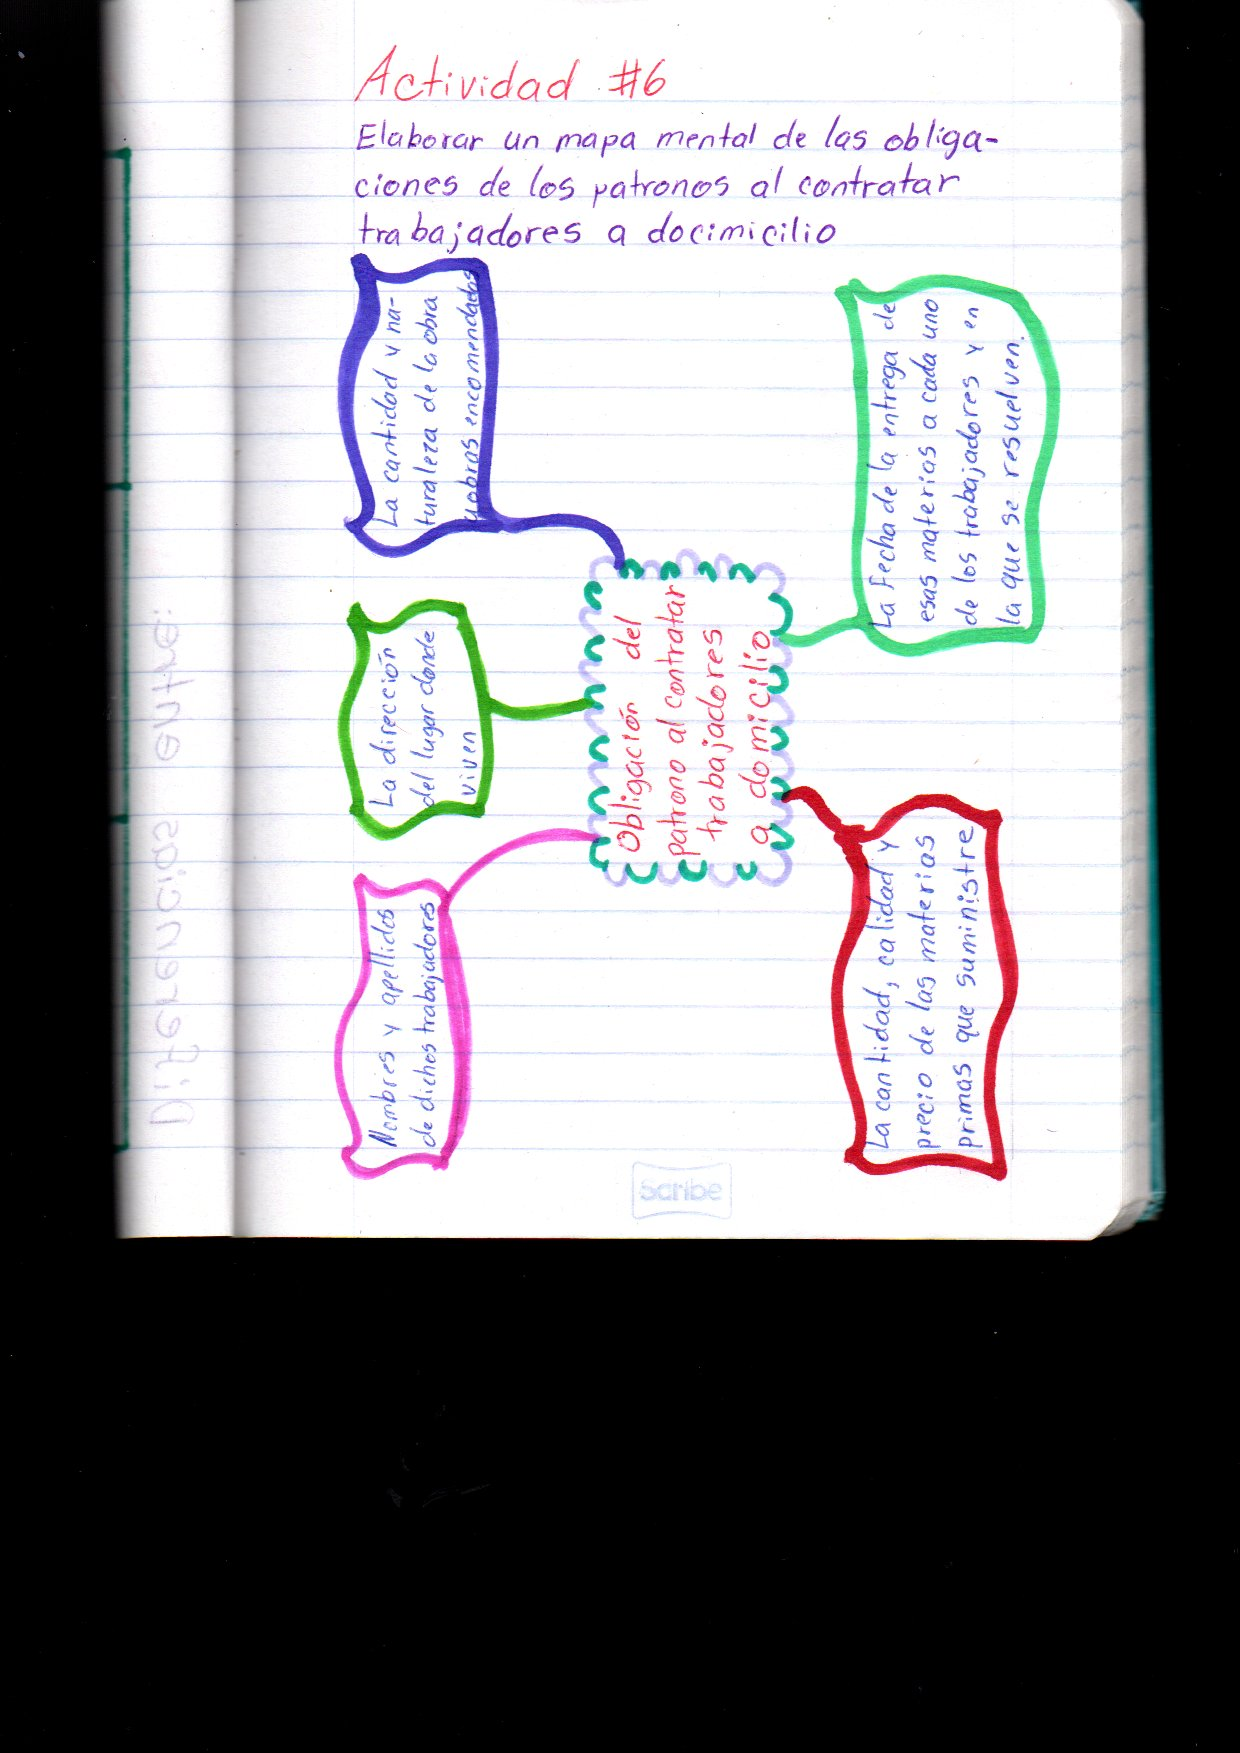 Actividad #6
Elaborar un mapa mental de las obliga-
ciones de los patronos al contratar
trabajadores a docimicilio
Obligación del
patrono al contratar
trabajadores
a domicilio
Nombres y apellidos
de dichos trabajadores
La dirección
del lugar donde
viven
La cantidad y na-
turaleza de la obra
u obras encomendadas
La cantidad, calidad y
precio de las materias
primas que suministre
La Fecha de la entrega de
esas materias a cada uno
de los trabajadores y en
la que se resuelven.
Scribe
Diferencias entre: